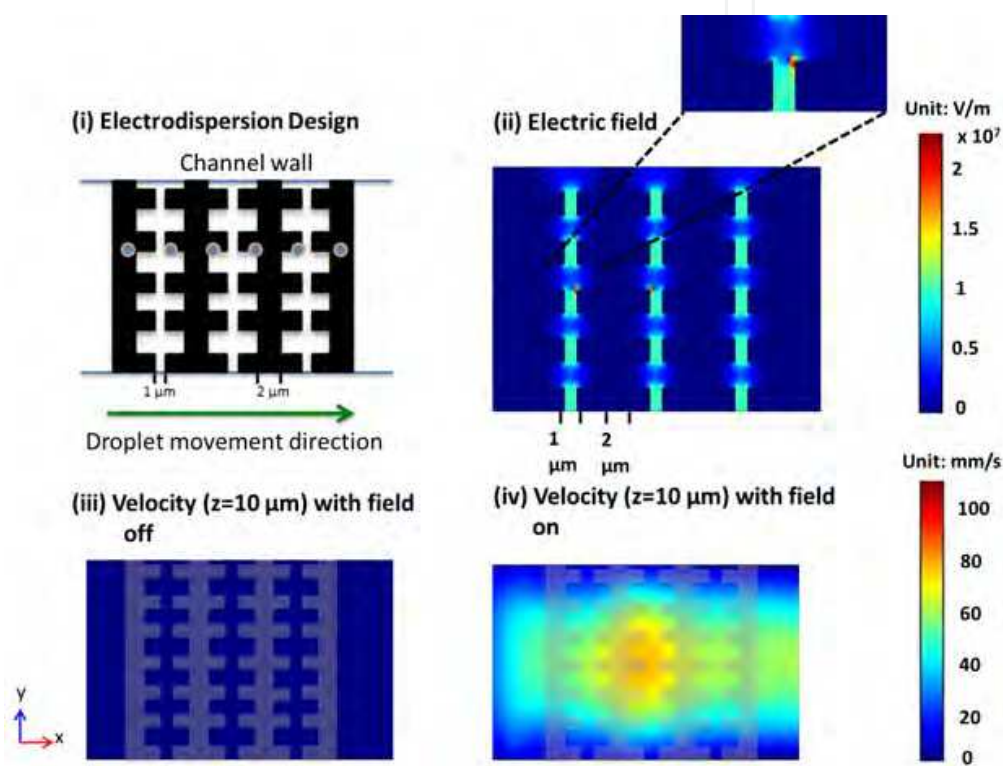 (i) Electrodispersion Design
Channel wall
1 μm
2 μm
Droplet movement direction
(ii) Electric field
1
μm
2
μm
Unit: V/m
x 10⁷
2
1.5
1
0.5
0
(iii) Velocity (z=10 μm) with field
off
y
x
(iv) Velocity (z=10 μm) with field
on
Unit: mm/s
100
80
60
40
20
0